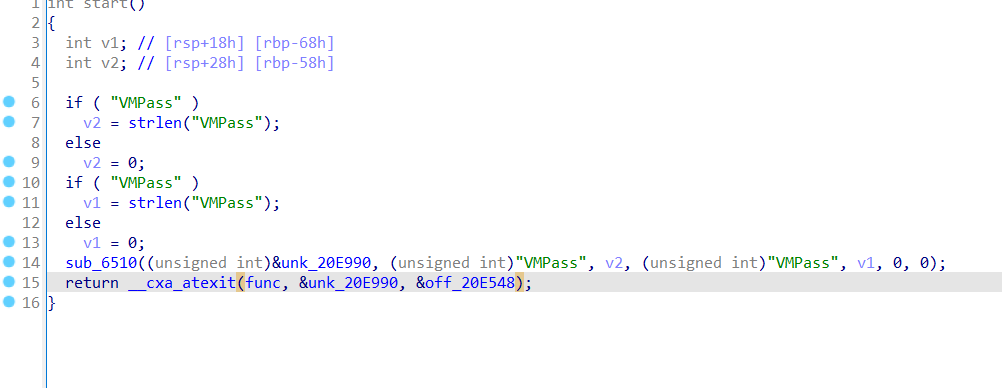 1 int start()
2 {
3 int v1; // [rsp+18h] [rbp-68h]
4 int v2; // [rsp+28h] [rbp-58h]
5
6 if ( "VMPass" )
7 v2 = strlen("VMPass");
8 else
9 v2 = 0;
10 if ( "VMPass" )
11 v1 = strlen("VMPass");
12 else
13 v1 = 0;
14 sub_6510((unsigned int)&unk_20E990, (unsigned int)"VMPass", v2, (unsigned int)"VMPass", v1, 0, 0);
15 return __cxa_atexit(func, &unk_20E990, &off_20E548);
16 }